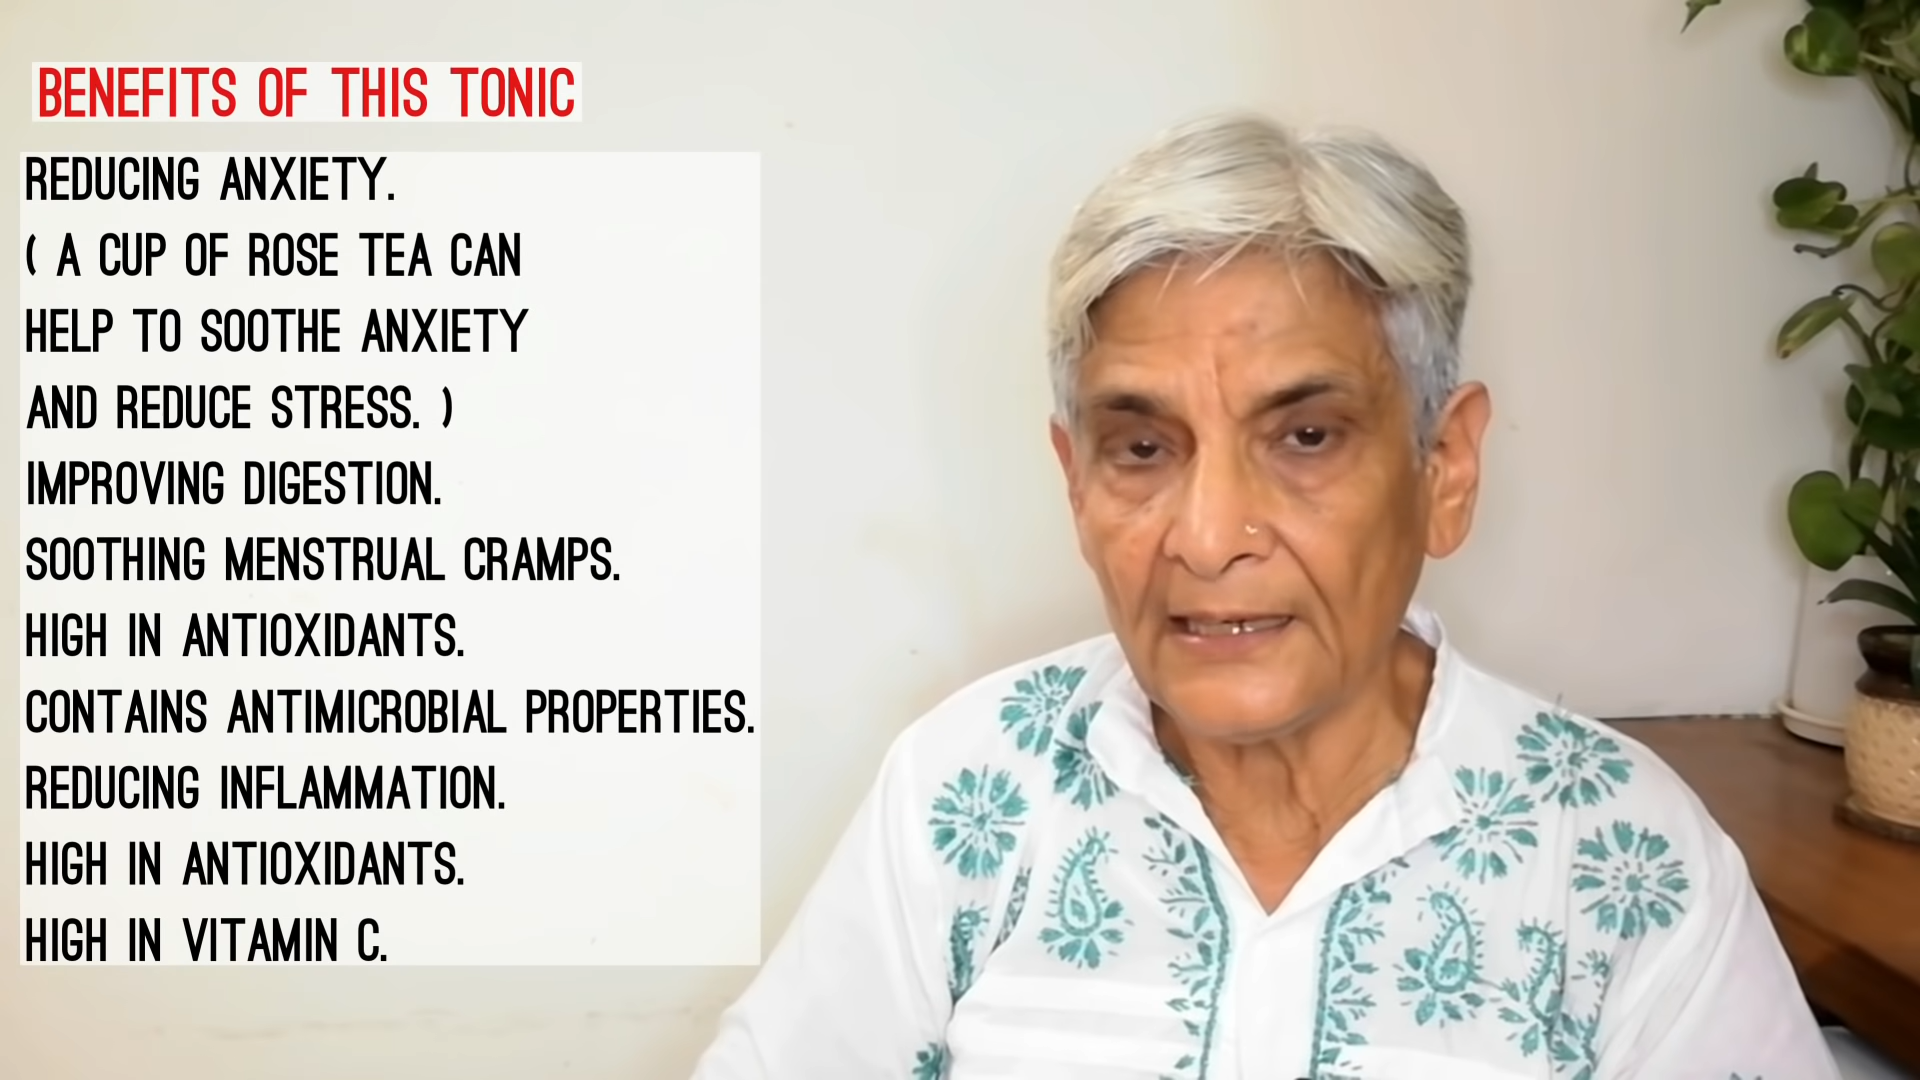 BENEFITS OF THIS TONIC
REDUCING ANXIETY.
( A CUP OF ROSE TEA CAN
HELP TO SOOTHE ANXIETY
AND REDUCE STRESS. )
IMPROVING DIGESTION.
SOOTHING MENSTRUAL CRAMPS.
HIGH IN ANTIOXIDANTS.
CONTAINS ANTIMICROBIAL PROPERTIES.
REDUCING INFLAMMATION.
HIGH IN ANTIOXIDANTS.
HIGH IN VITAMIN C.